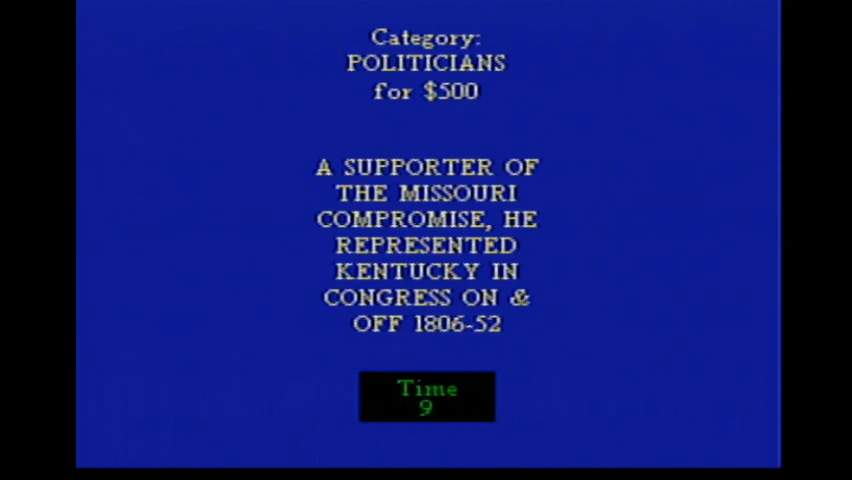 Category:
POLITICIANS
for $500
A SUPPORTER OF
THE MISSOURI
COMPROMISE, HE
REPRESENTED
KENTUCKY IN
CONGRESS ON &
OFF 1806-52
Time
9